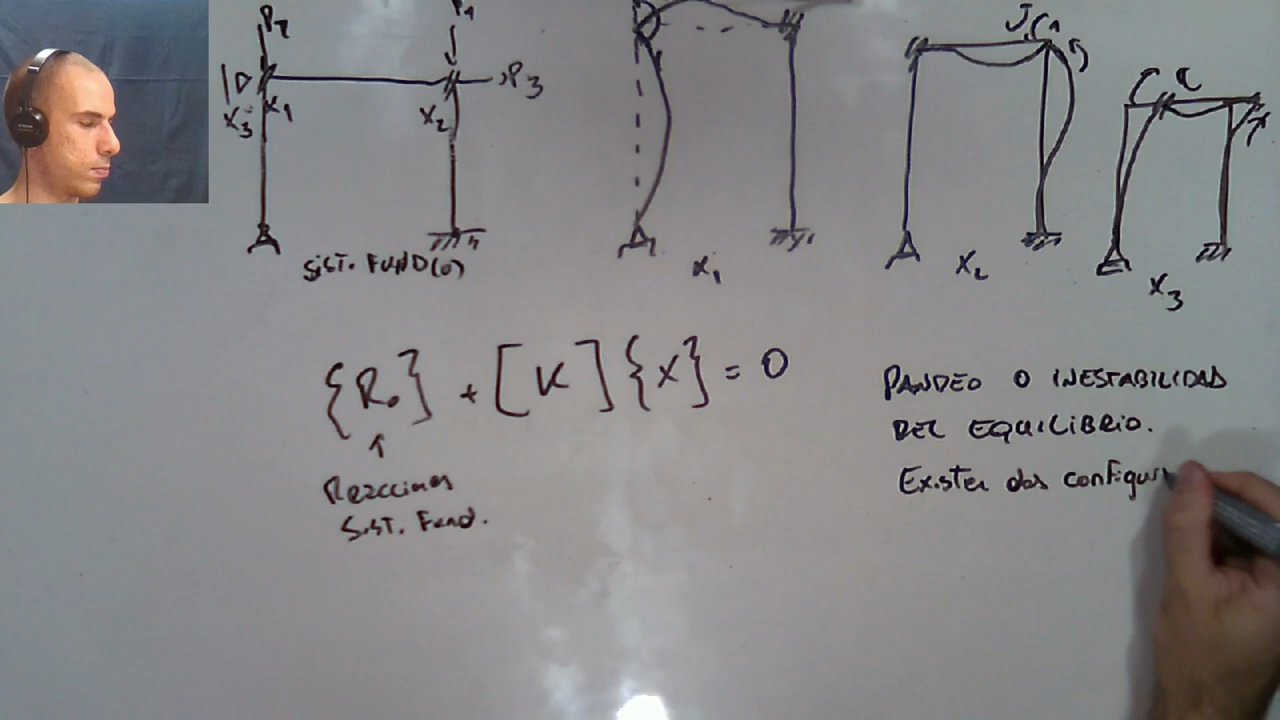 P2 P1
P3
X3 X1 X2
SIST. FUND(0)
X1
X2
X3
{R0} + [K]{X} = 0
Reacciones
SIST. Fund.
PANDEO O INESTABILIDAD
DEL EQUILIBRIO.
Existen dos configur